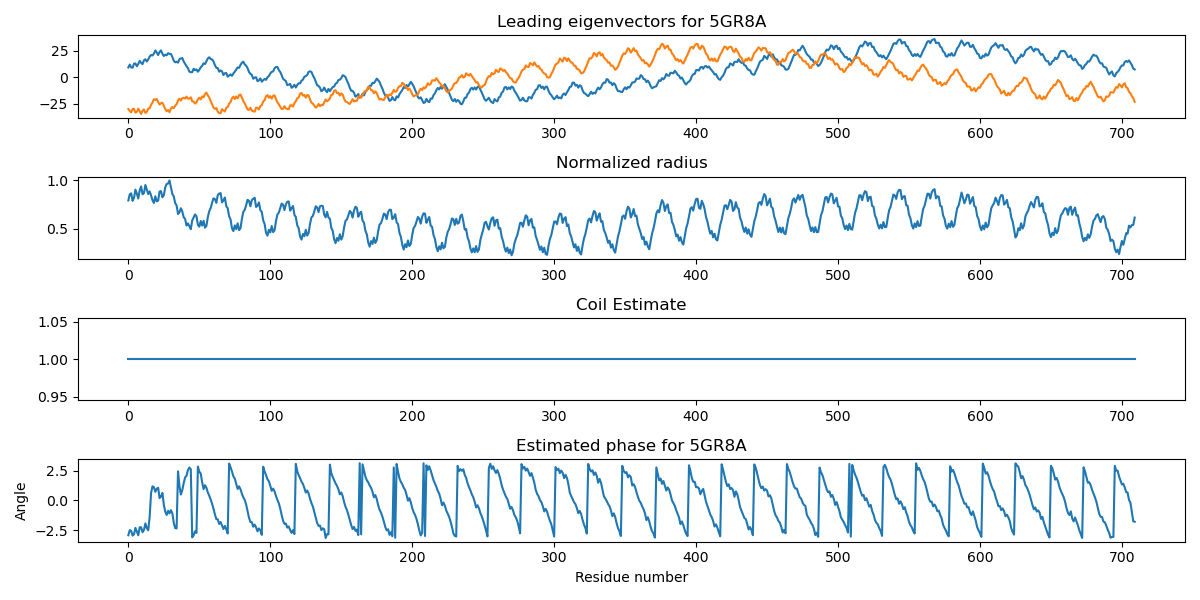 Leading eigenvectors for 5GR8A
25
0
−25
0 100 200 300 400 500 600 700
Normalized radius
1.0
0.5
0 100 200 300 400 500 600 700
Coil Estimate
1.05
1.00
0.95
0 100 200 300 400 500 600 700
Estimated phase for 5GR8A
2.5
0.0
−2.5
Angle
0 100 200 300 400 500 600 700
Residue number